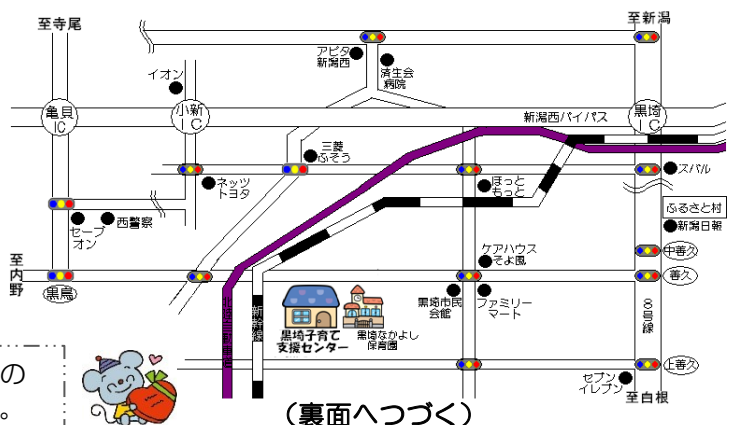 至寺尾
至新潟
アピタ
新潟西
済生会
病院
イオン
亀貝
IC
小新
IC
新潟西バイパス
黒埼
IC
三菱
ふそう
ネッツ
トヨタ
ほっと
もっと
スバル
ふるさと村
新潟日報
セーブ
オン
西警察
ケアハウス
そよ風
中善久
至内野
黒鳥
善久
北陸自動車道
新幹線
黒埼子育て
支援センター
黒埼なかよし
保育園
黒埼市民
会館
ファミリー
マート
8号線
上善久
セブン
イレブン
至白根
の
。
(裏面へつづく)